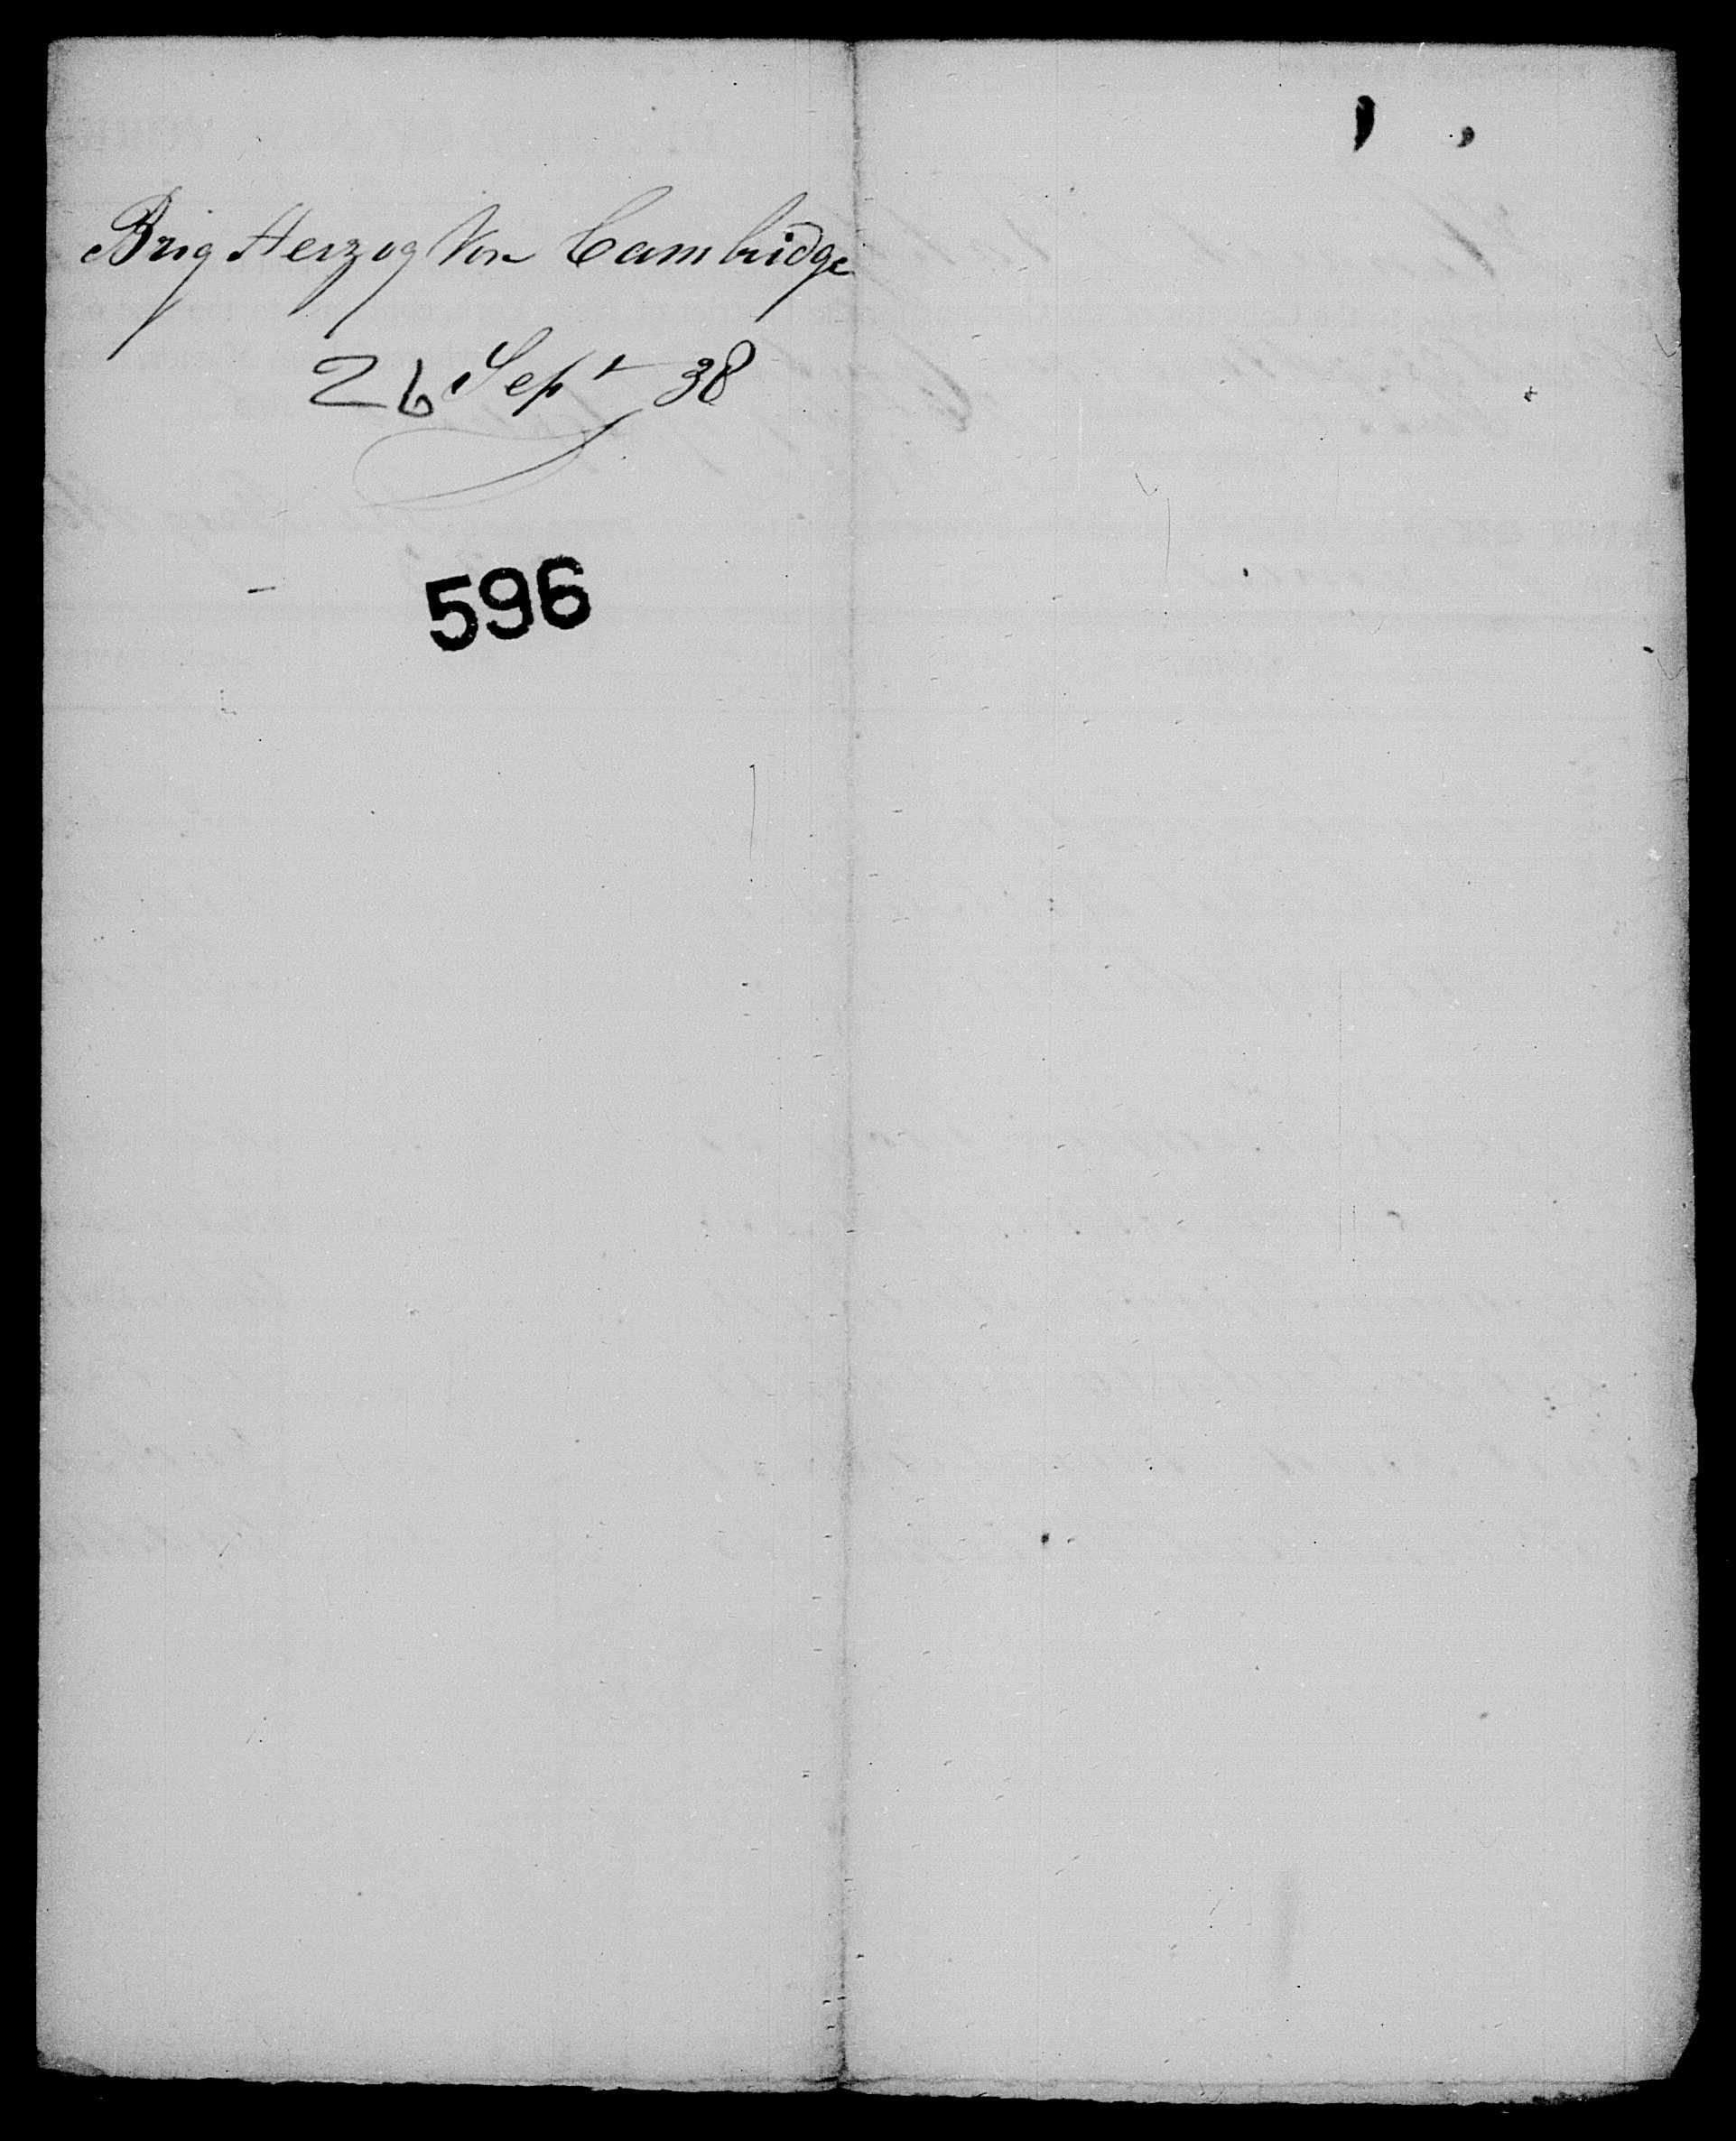 Brig Herzog Von Cambridge
26 Sept 38
596